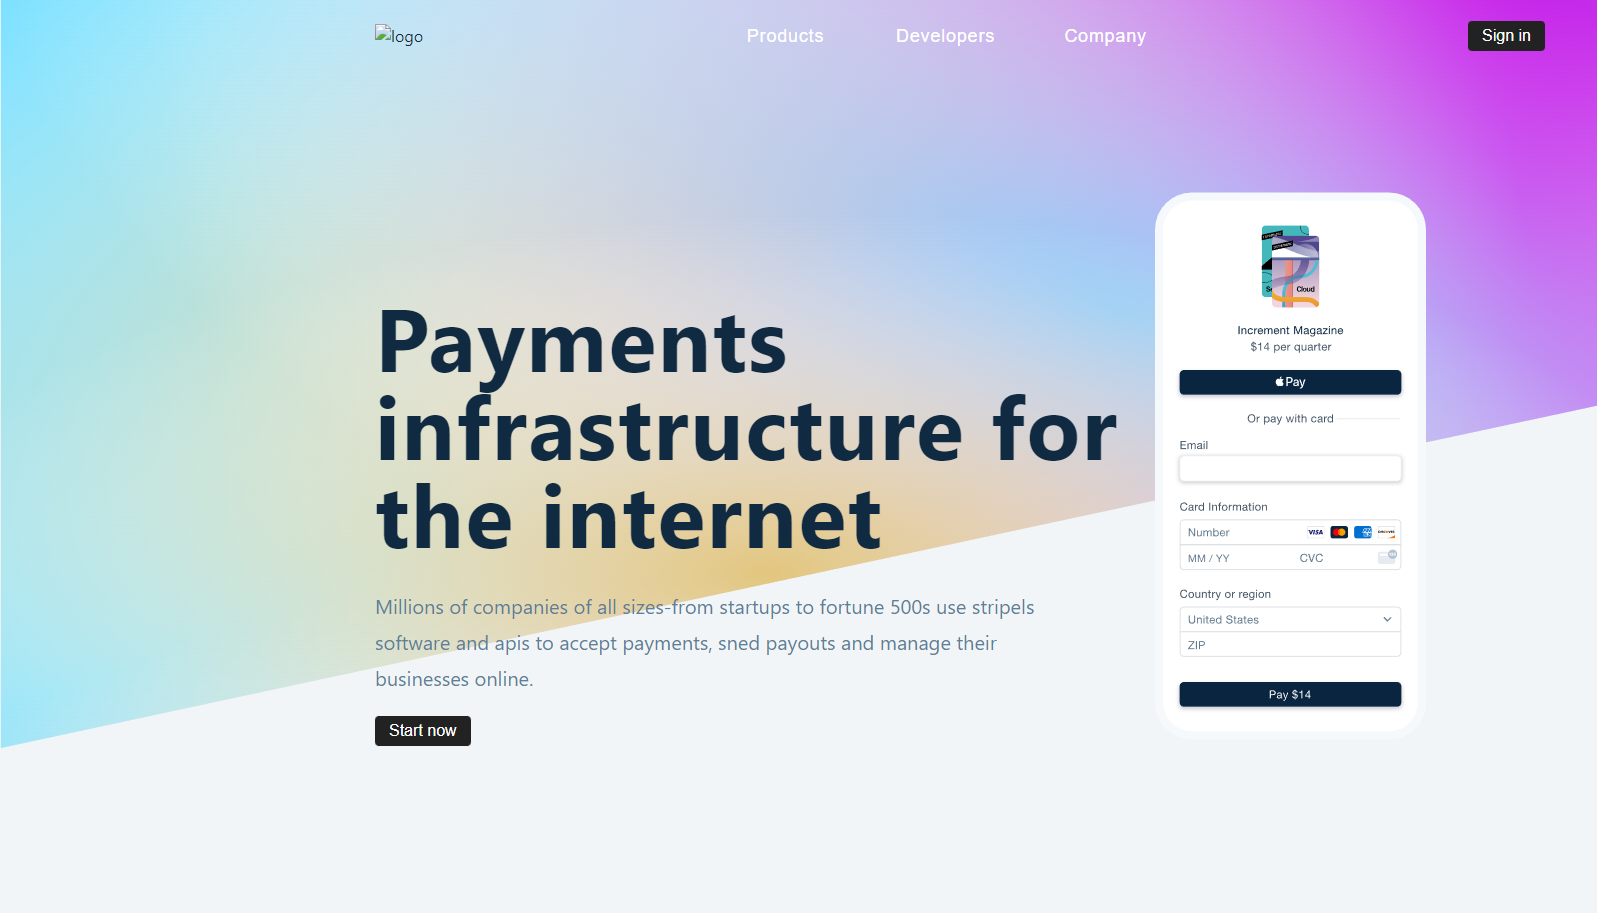 logo
Products Developers Company
Sign in
Payments
infrastructure for
the internet
Millions of companies of all sizes-from startups to fortune 500s use stripels
software and apis to accept payments, sned payouts and manage their
businesses online.
Start now
Cloud
Increment Magazine
$14 per quarter
Pay
Or pay with card
Email
Card Information
Number VISA
MM / YY CVC
Country or region
United States
ZIP
Pay $14